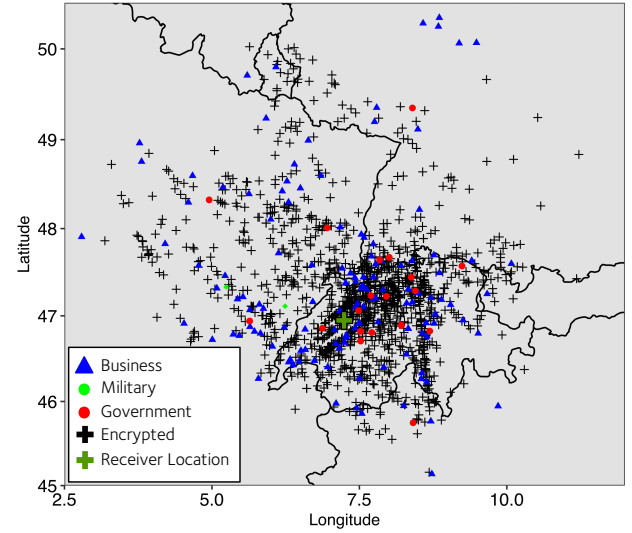 50
49
48
47
46
45
Latitude
Business
Military
Government
Encrypted
Receiver Location
2.5 5.0 7.5 10.0
Longitude